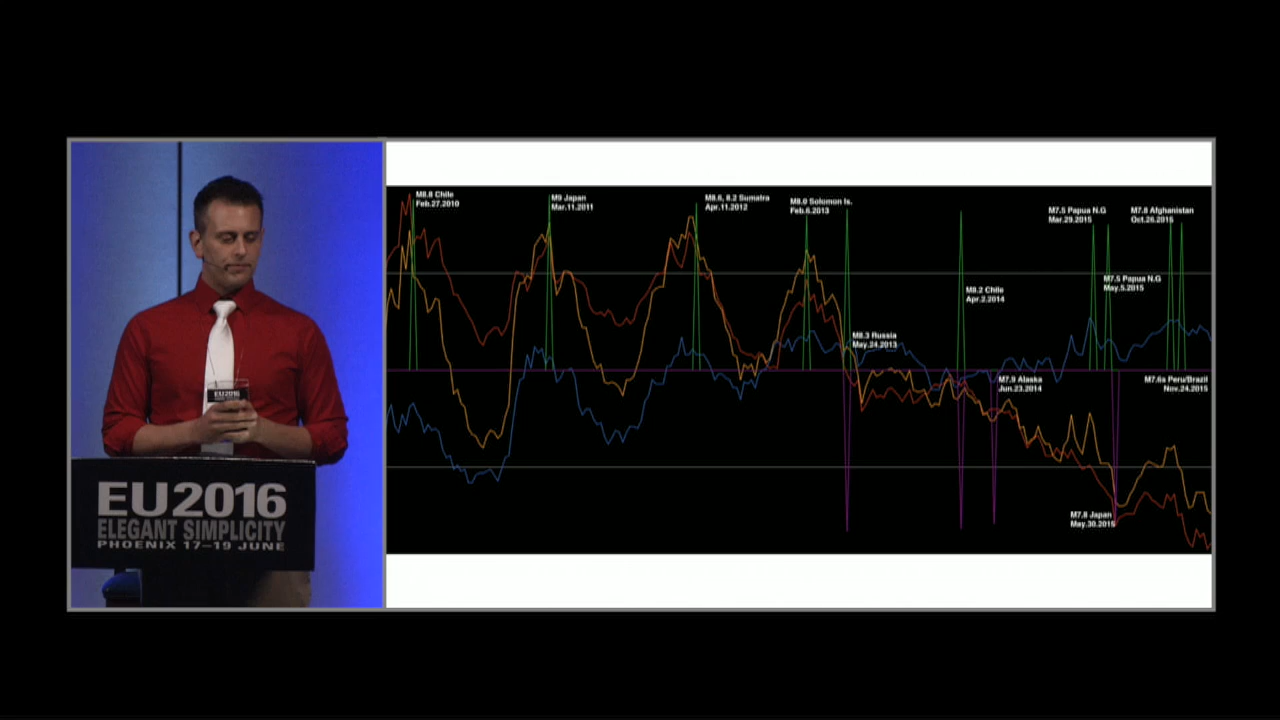 EU2016
EU2016
ELEGANT SIMPLICITY
PHOENIX 17–19 JUNE
M8.8 Chile
Feb.27.2010
M9 Japan
Mar.11.2011
M8.6, 8.2 Sumatra
Apr.11.2012
M8.0 Solomon Is.
Feb.6.2013
M8.3 Russia
May.24.2013
M8.2 Chile
Apr.2.2014
M7.9 Alaska
Jun.23.2014
M7.5 Papua N.G
Mar.29.2015
M7.5 Papua N.G
May.5.2015
M7.8 Japan
May.30.2015
M7.8 Afghanistan
Oct.26.2015
M7.6s Peru/Brazil
Nov.24.2015